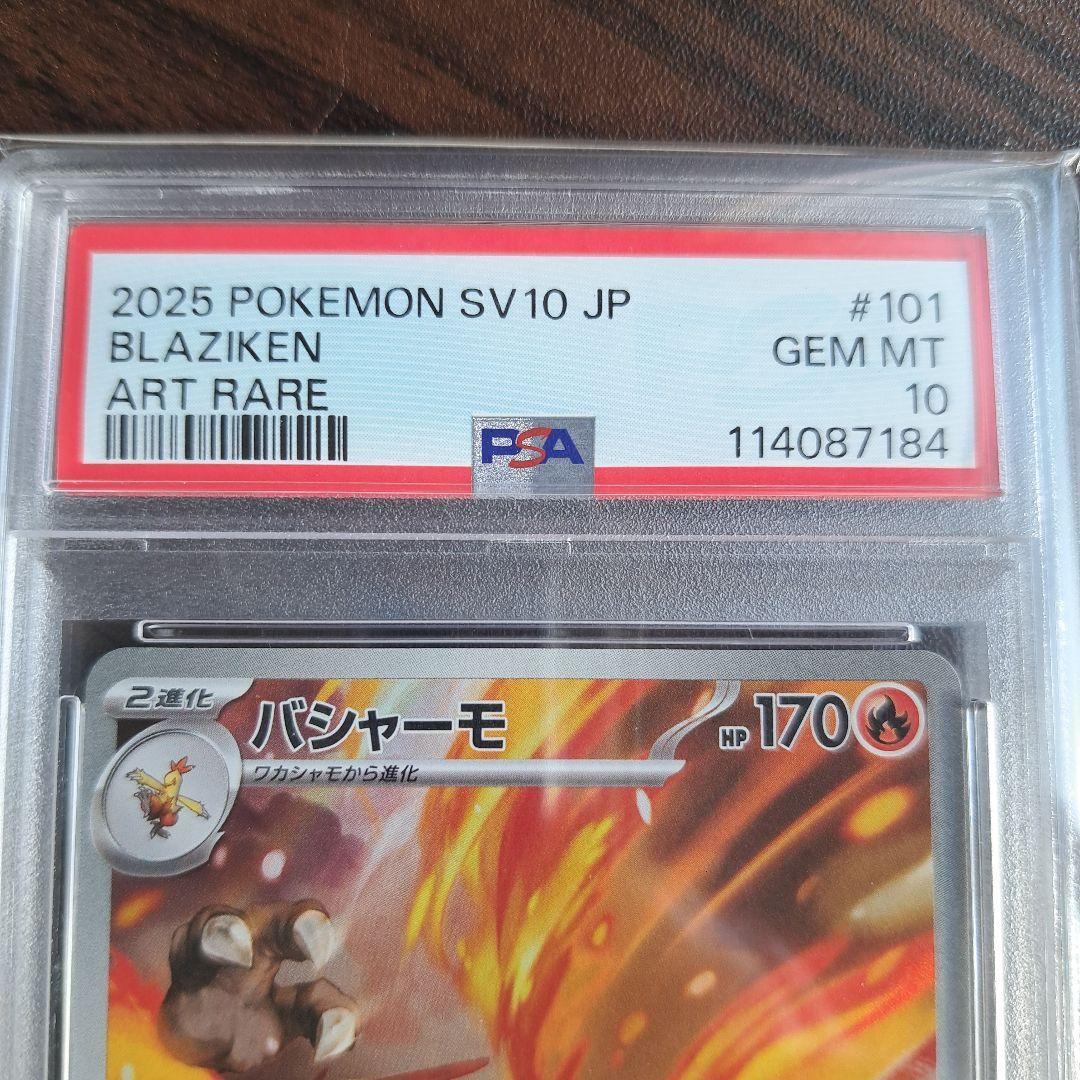 2025 POKEMON SV10 JP #101
BLAZIKEN GEM MT
ART RARE 10
PSA 114087184
2進化 バシャーモ HP 170
ワカシャモから進化